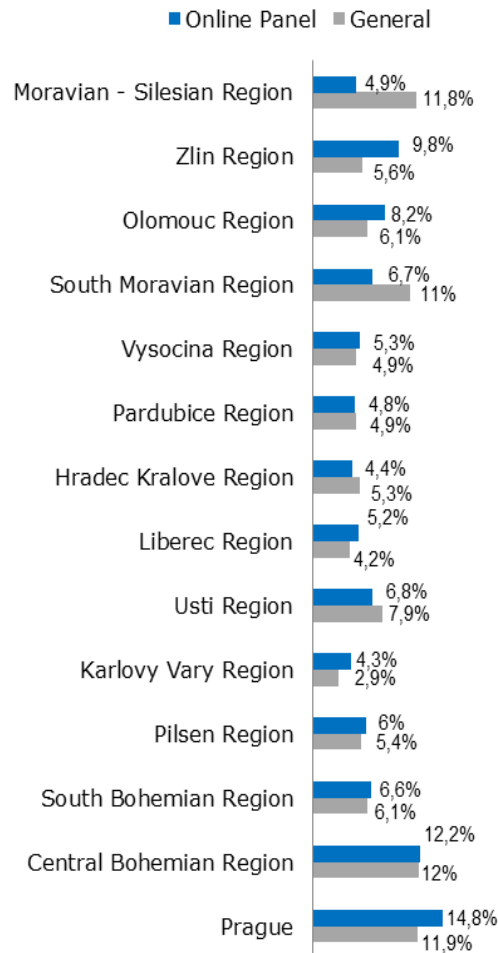 Online Panel General
Moravian - Silesian Region
4,9%
11,8%
Zlin Region
9,8%
5,6%
Olomouc Region
8,2%
6,1%
South Moravian Region
6,7%
11%
Vysocina Region
5,3%
4,9%
Pardubice Region
4,8%
4,9%
Hradec Kralove Region
4,4%
5,3%
Liberec Region
5,2%
4,2%
Usti Region
6,8%
7,9%
Karlovy Vary Region
4,3%
2,9%
Pilsen Region
6%
5,4%
South Bohemian Region
6,6%
6,1%
Central Bohemian Region
12,2%
12%
Prague
14,8%
11,9%